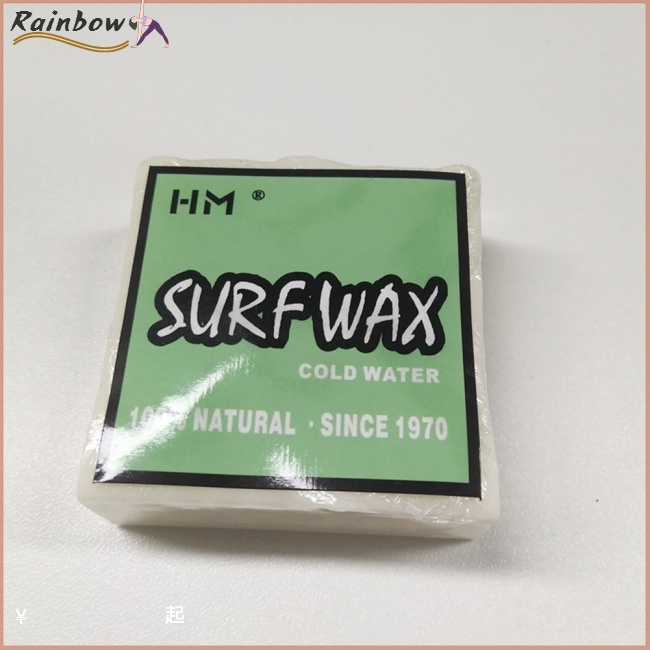 Rainbow
HM ®
SURF WAX
COLD WATER
NATURAL · SINCE 1970
¥ 起